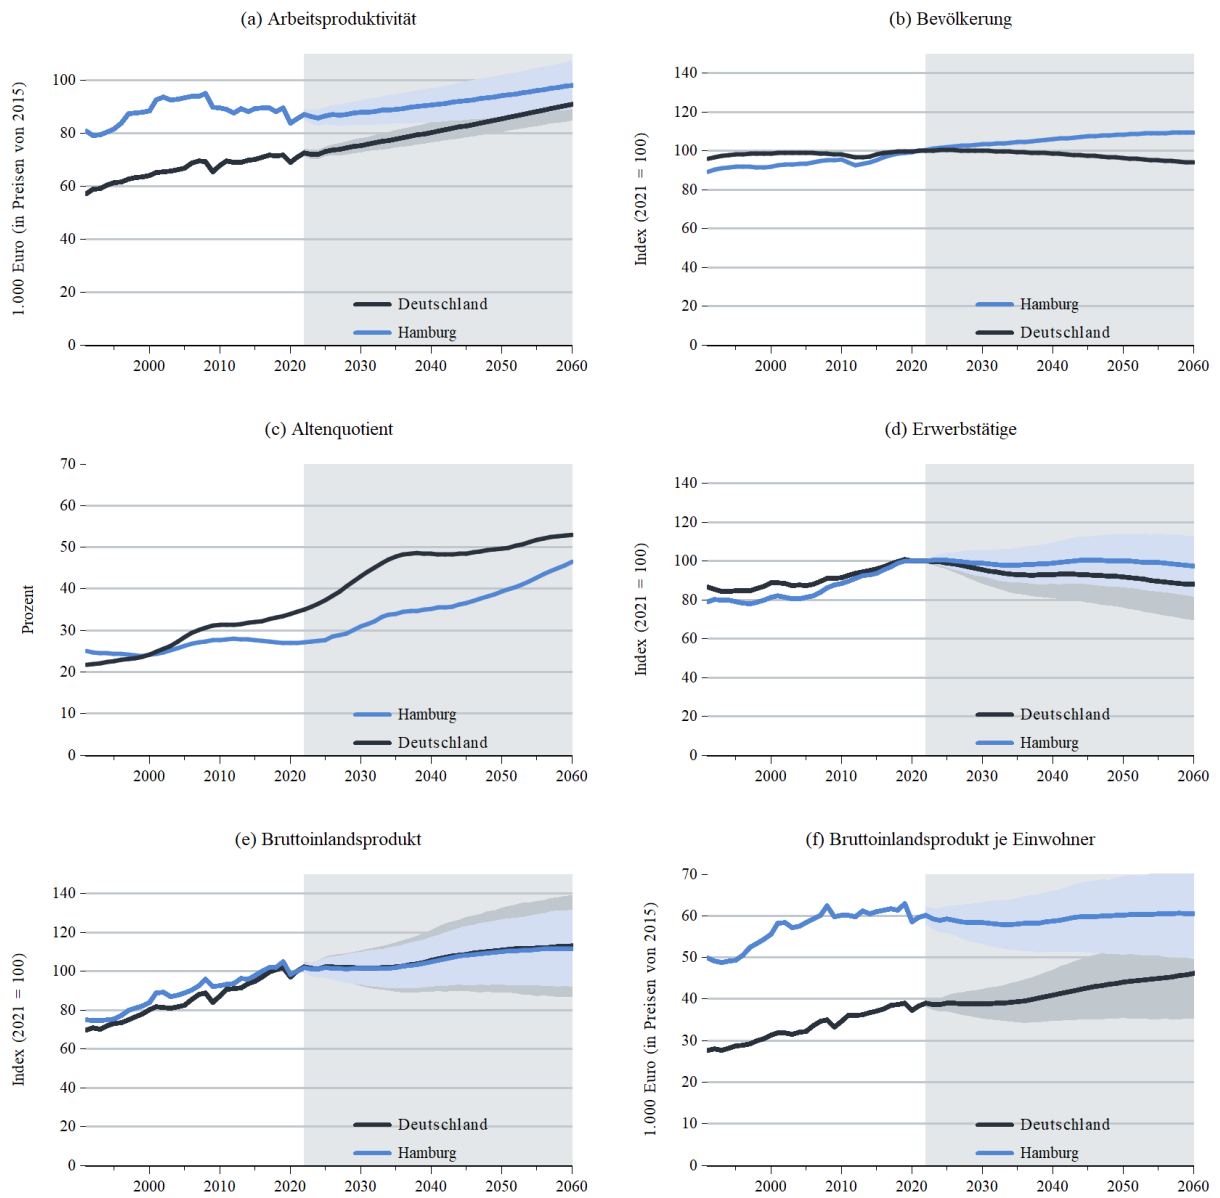 (a) Arbeitsproduktivität
1.000 Euro (in Preisen von 2015)
100
80
60
40
20
0
Deutschland
Hamburg
2000 2010 2020 2030 2040 2050 2060
(b) Bevölkerung
Index (2021 = 100)
140
120
100
80
60
40
20
0
Hamburg
Deutschland
2000 2010 2020 2030 2040 2050 2060
(c) Altenquotient
Prozent
70
60
50
40
30
20
10
0
Hamburg
Deutschland
2000 2010 2020 2030 2040 2050 2060
(d) Erwerbstätige
Index (2021 = 100)
140
120
100
80
60
40
20
0
Deutschland
Hamburg
2000 2010 2020 2030 2040 2050 2060
(e) Bruttoinlandsprodukt
Index (2021 = 100)
140
120
100
80
60
40
20
0
Deutschland
Hamburg
2000 2010 2020 2030 2040 2050 2060
(f) Bruttoinlandsprodukt je Einwohner
1.000 Euro (in Preisen von 2015)
70
60
50
40
30
20
10
0
Deutschland
Hamburg
2000 2010 2020 2030 2040 2050 2060